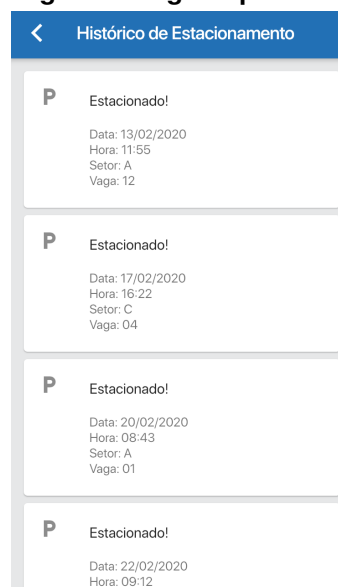 Histórico de Estacionamento
P
Estacionado!
Data: 13/02/2020
Hora: 11:55
Setor: A
Vaga: 12
P
Estacionado!
Data: 17/02/2020
Hora: 16:22
Setor: C
Vaga: 04
P
Estacionado!
Data: 20/02/2020
Hora: 08:43
Setor: A
Vaga: 01
P
Estacionado!
Data: 22/02/2020
Hora: 09:12